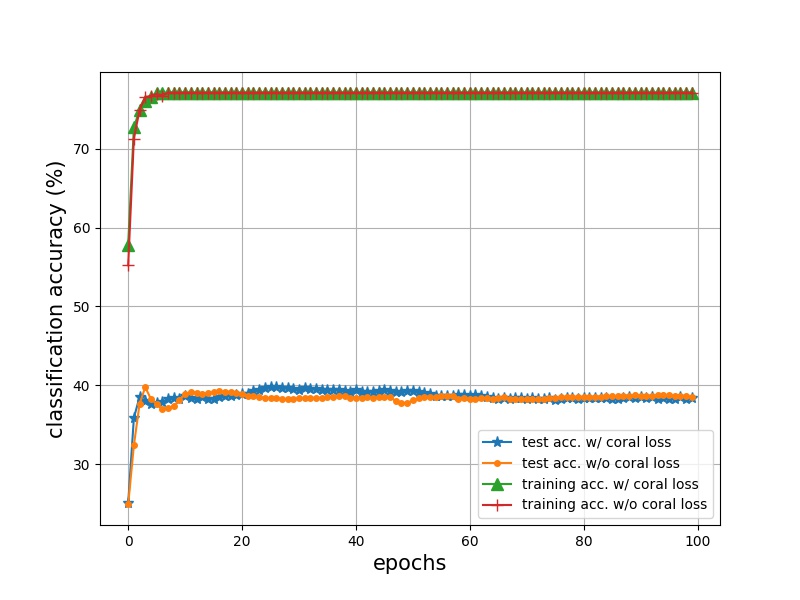 classification accuracy (%)
70
60
50
40
30
test acc. w/ coral loss
test acc. w/o coral loss
training acc. w/ coral loss
training acc. w/o coral loss
0 20 40 60 80 100
epochs